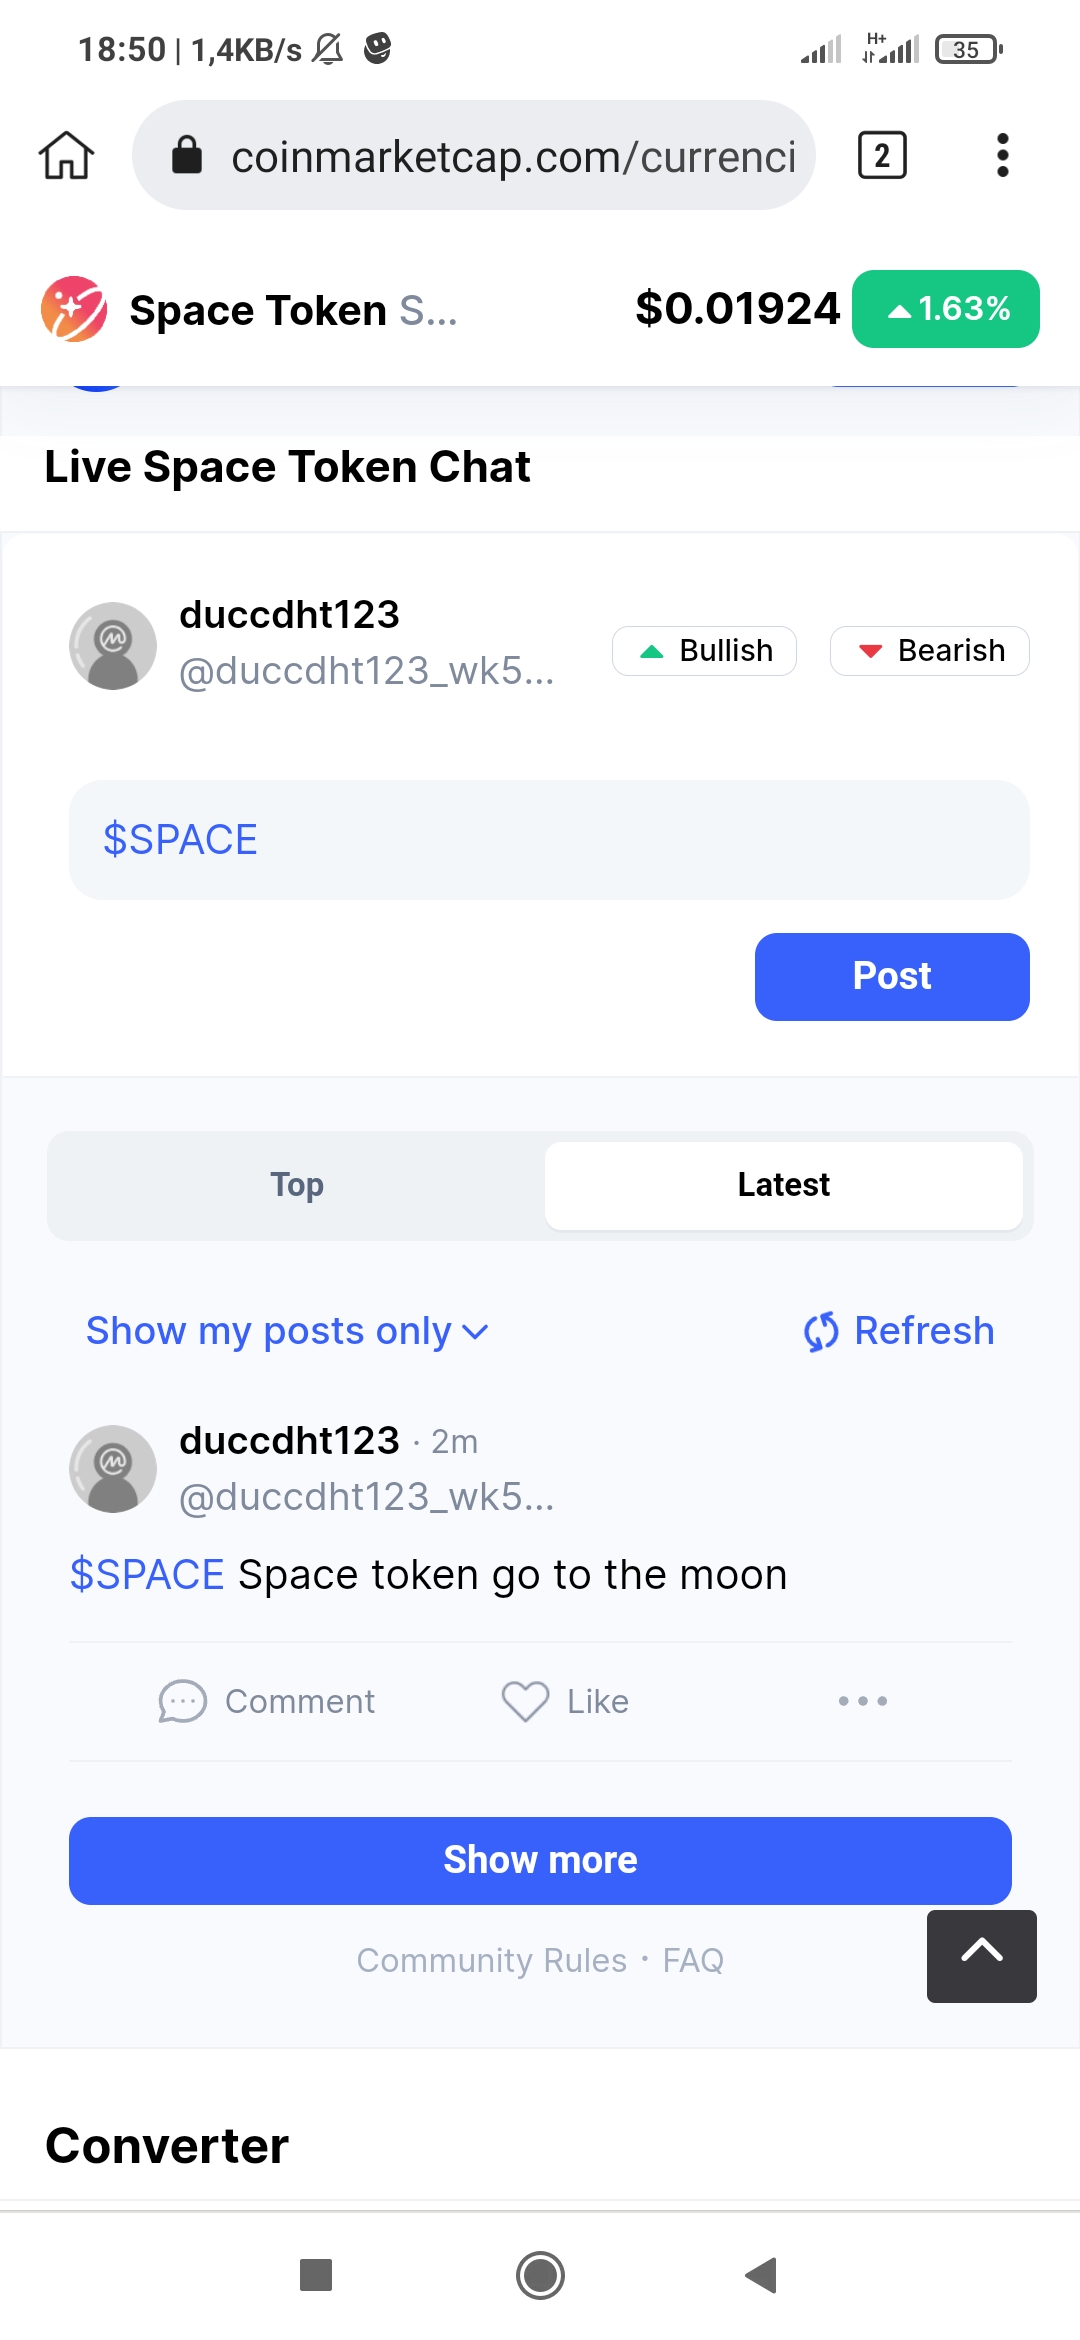 18:50 | 1,4KB/s H+ 35
coinmarketcap.com/currenci 2
Space Token S... $0.01924 1.63%
Live Space Token Chat
duccdht123
@duccdht123_wk5... Bullish Bearish
$SPACE
Post
Top Latest
Show my posts only Refresh
duccdht123 · 2m
@duccdht123_wk5...
$SPACE Space token go to the moon
Comment Like
Show more
Community Rules · FAQ
Converter